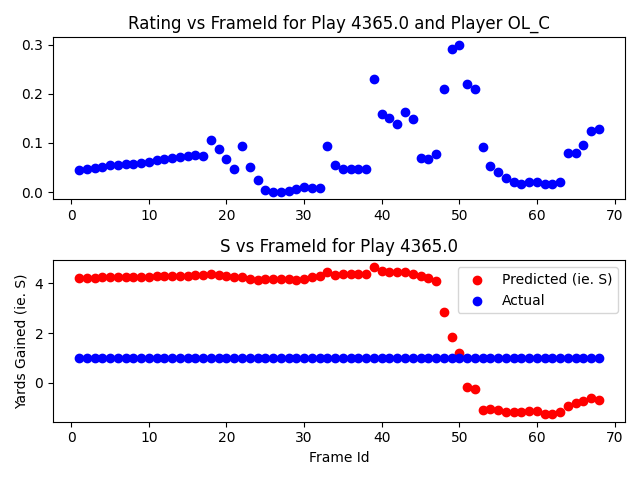 Rating vs FrameId for Play 4365.0 and Player OL_C
0.3
0.2
0.1
0.0
0 10 20 30 40 50 60 70
S vs FrameId for Play 4365.0
Yards Gained (ie. S)
4
2
0
Predicted (ie. S)
Actual
0 10 20 30 40 50 60 70
Frame Id